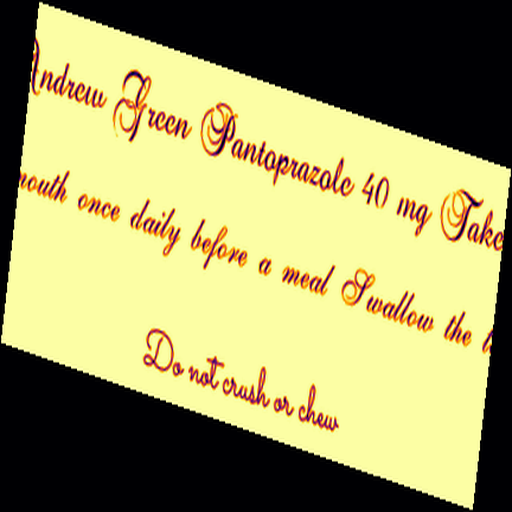 Andrew Green Pantoprazole 40 mg Take
mouth once daily before a meal Swallow the
Do not crush or chew